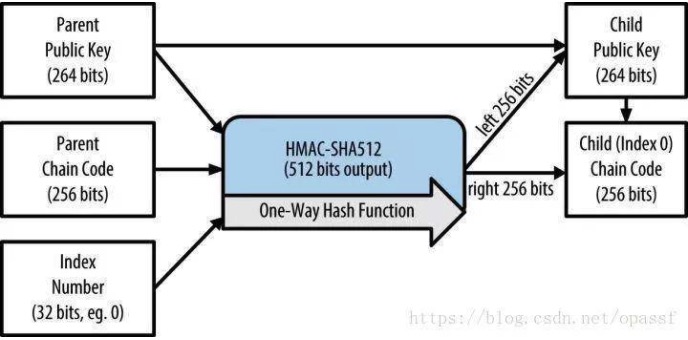 Parent
Public Key
(264 bits)
Parent
Chain Code
(256 bits)
Index
Number
(32 bits, eg. 0)
HMAC-SHA512
(512 bits output)
One-Way Hash Function
left 256 bits
right 256 bits
Child
Public Key
(264 bits)
Child (Index 0)
Chain Code
(256 bits)
https://blog.csdn.net/opassf